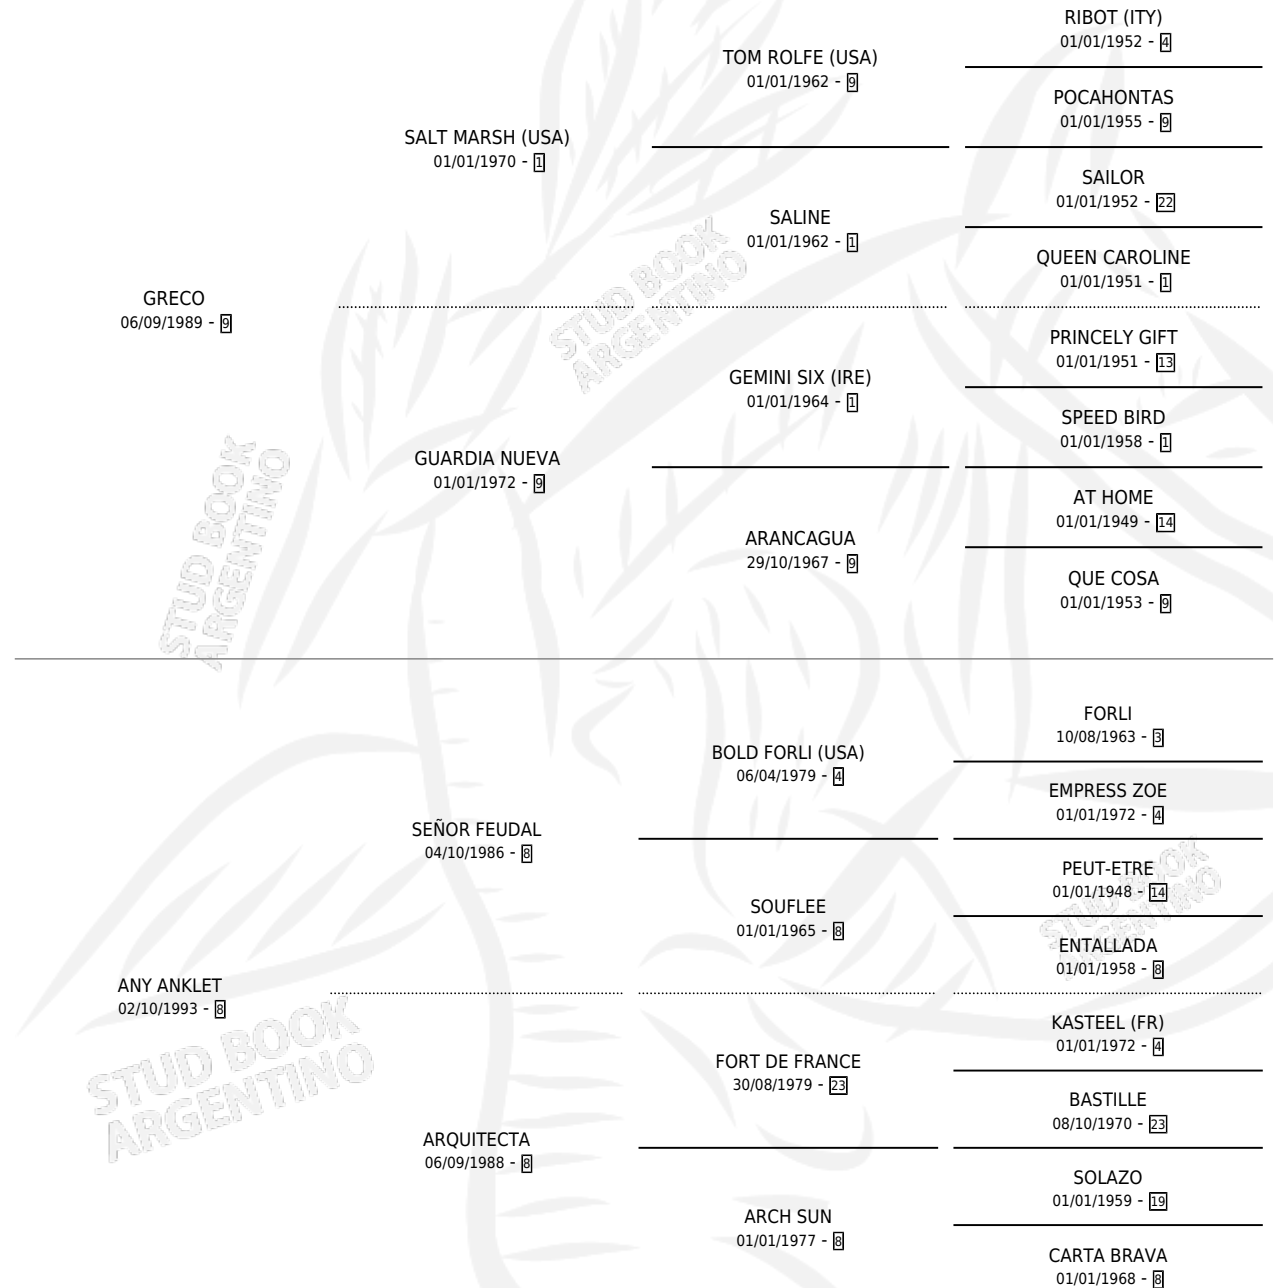 RIBOT (ITY)
01/01/1952 - 4
TOM ROLFE (USA)
01/01/1962 - 9
POCAHONTAS
01/01/1955 - 9
SALT MARSH (USA)
01/01/1970 - 1
SAILOR
01/01/1952 - 22
SALINE
01/01/1962 - 1
QUEEN CAROLINE
01/01/1951 - 1
GRECO
06/09/1989 - 9
PRINCELY GIFT
01/01/1951 - 13
GEMINI SIX (IRE)
01/01/1964 - 1
SPEED BIRD
01/01/1958 - 1
GUARDIA NUEVA
01/01/1972 - 9
AT HOME
01/01/1949 - 14
ARANCAGUA
29/10/1967 - 9
QUE COSA
01/01/1953 - 9
FORLI
10/08/1963 - 3
BOLD FORLI (USA)
06/04/1979 - 4
EMPRESS ZOE
01/01/1972 - 4
SEÑOR FEUDAL
04/10/1986 - 8
PEUT-ETRE
01/01/1948 - 14
SOUFLEE
01/01/1965 - 8
ENTALLADA
01/01/1958 - 8
ANY ANKLET
02/10/1993 - 8
KASTEEL (FR)
01/01/1972 - 4
FORT DE FRANCE
30/08/1979 - 23
BASTILLE
08/10/1970 - 23
ARQUITECTA
06/09/1988 - 8
SOLAZO
01/01/1959 - 19
ARCH SUN
01/01/1977 - 8
CARTA BRAVA
01/01/1968 - 8
STUD BOOK
ARGENTINO
STUD BOOK
ARGENTINO
STUD BOOK
ARGENTINO
STUD BOOK
ARGENTINO